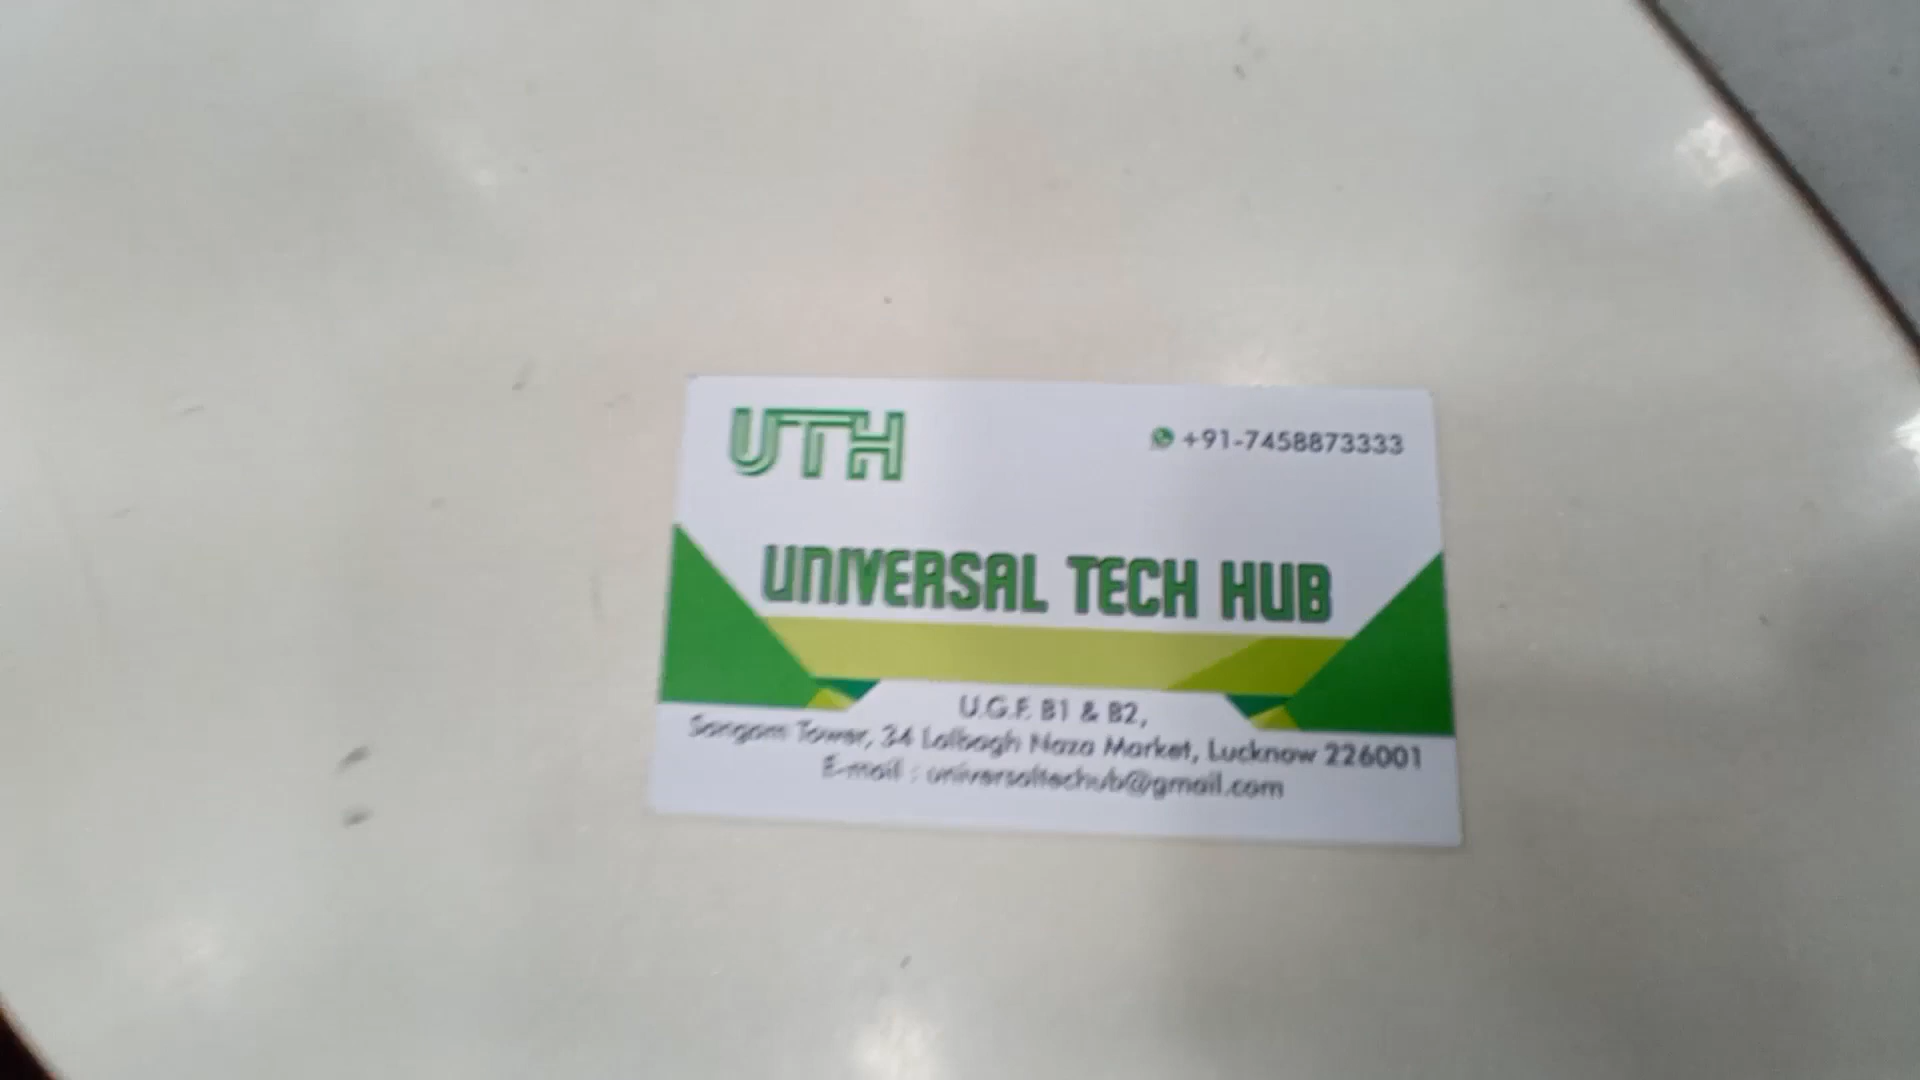 UTH
+91-7458873333
UNIVERSAL TECH HUB
U.G.F. B1 & B2,
Sangam Tower, 34 Lalbagh Naza Market, Lucknow 226001
E-mail : universaltechub@gmail.com